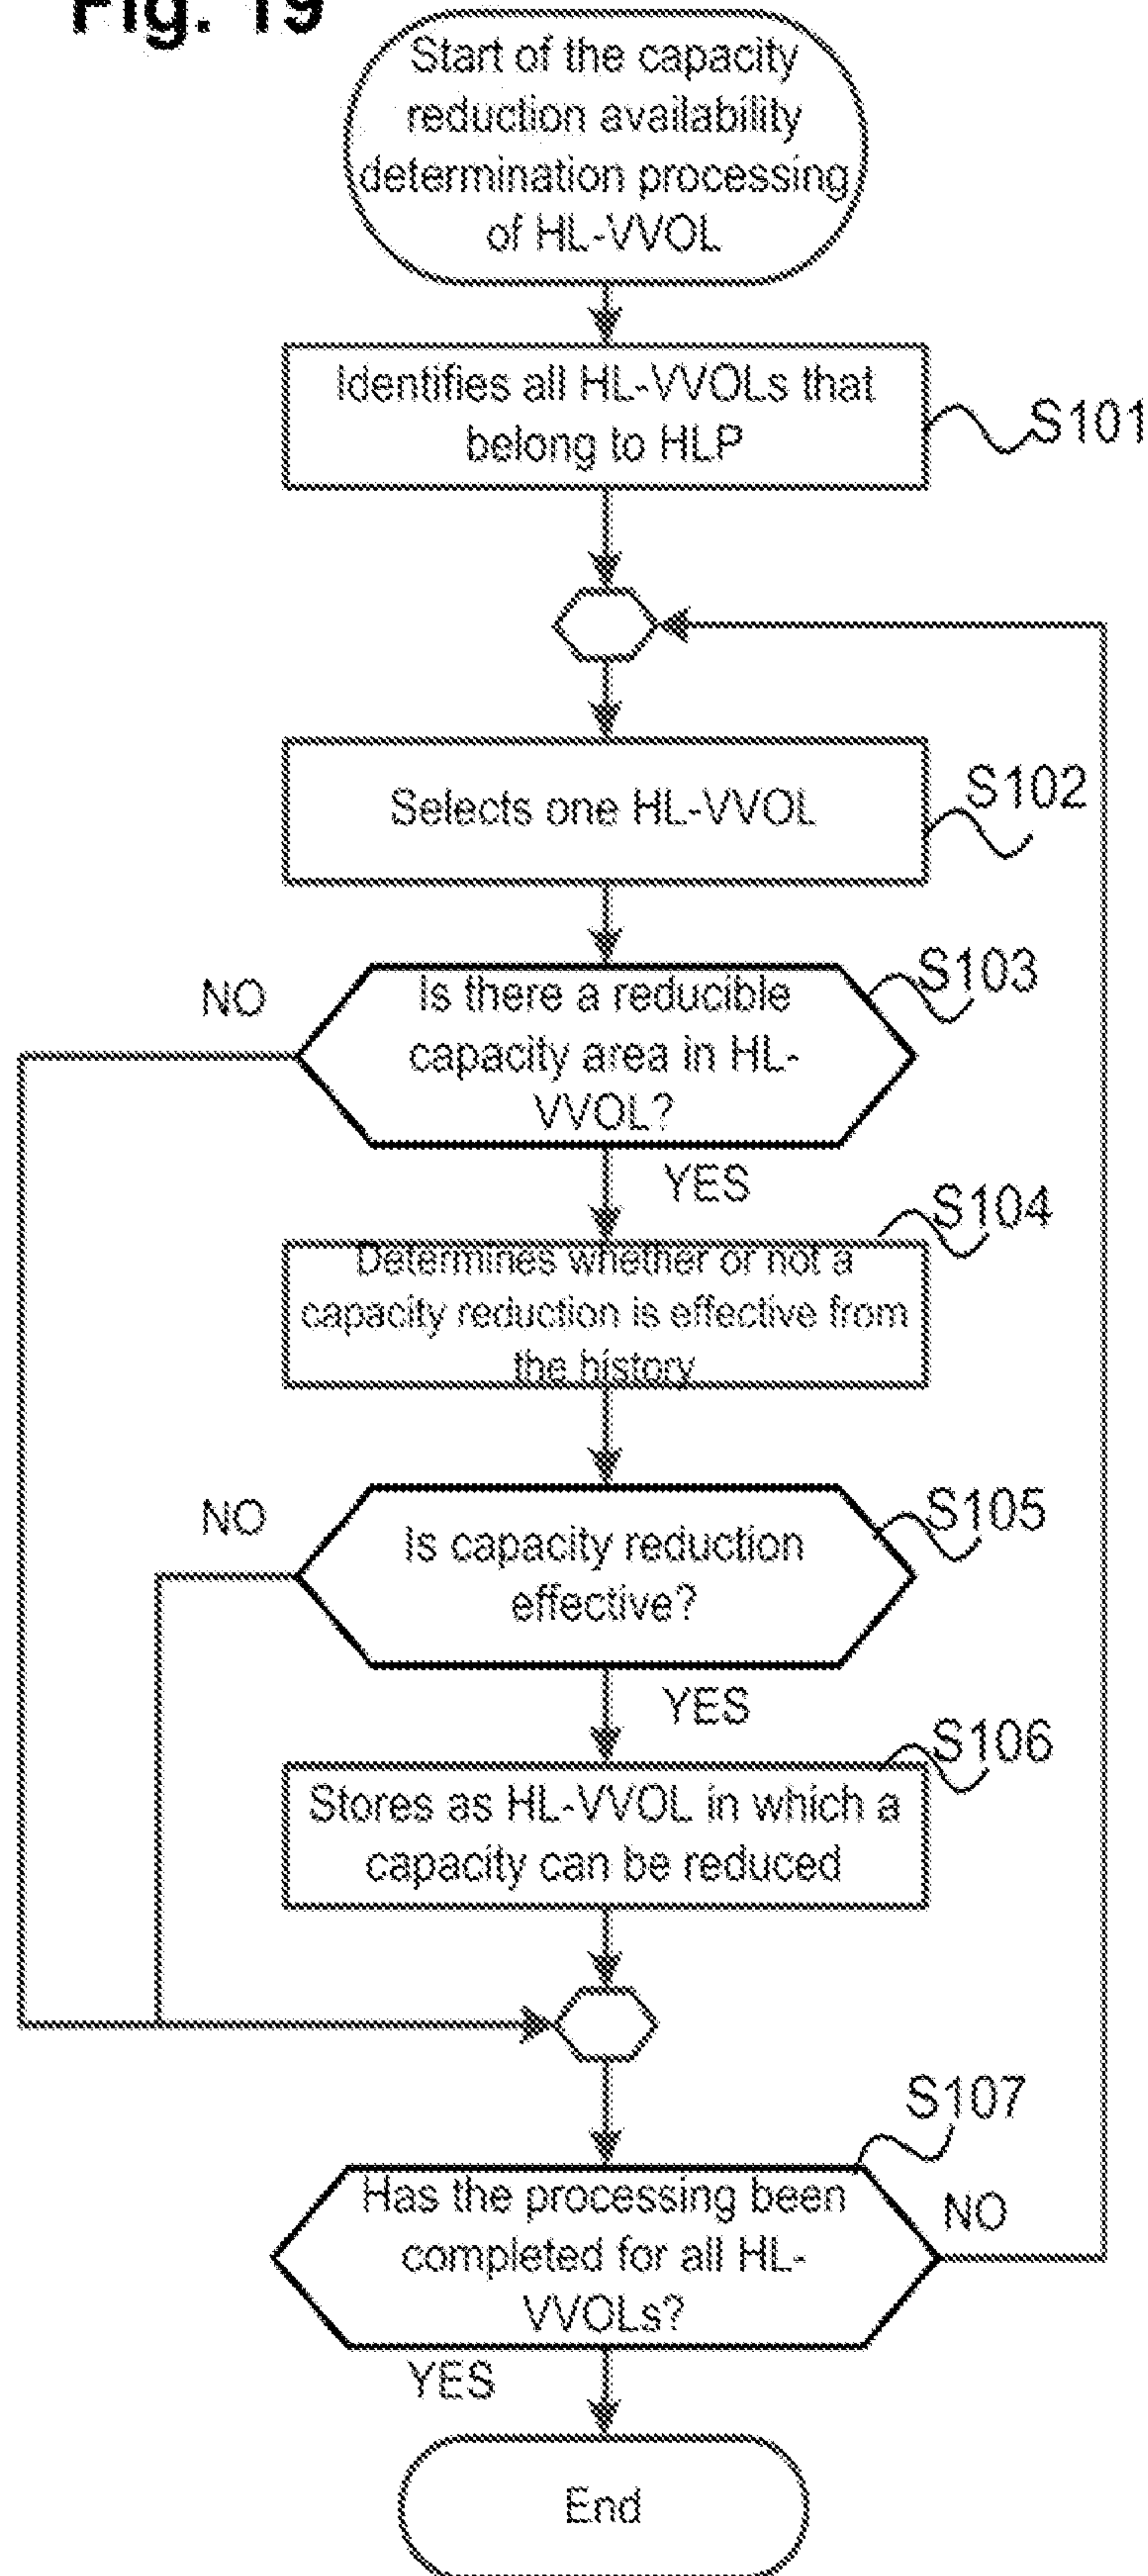 Fig. 19
Start of the capacity
reduction availability
determination processing
of HL-VVOL
Identifies all HL-VVOLs that
belong to HLP
S101
Selects one HL-VVOL
S102
NO
Is there a reducible
capacity area in HL-
VVOL?
S103
YES
Determines whether or not a
capacity reduction is effective from
the history
S104
NO
Is capacity reduction
effective?
S105
YES
Stores as HL-VVOL in which a
capacity can be reduced
S106
S107
Has the processing been
completed for all HL-
VVOLs?
NO
YES
End